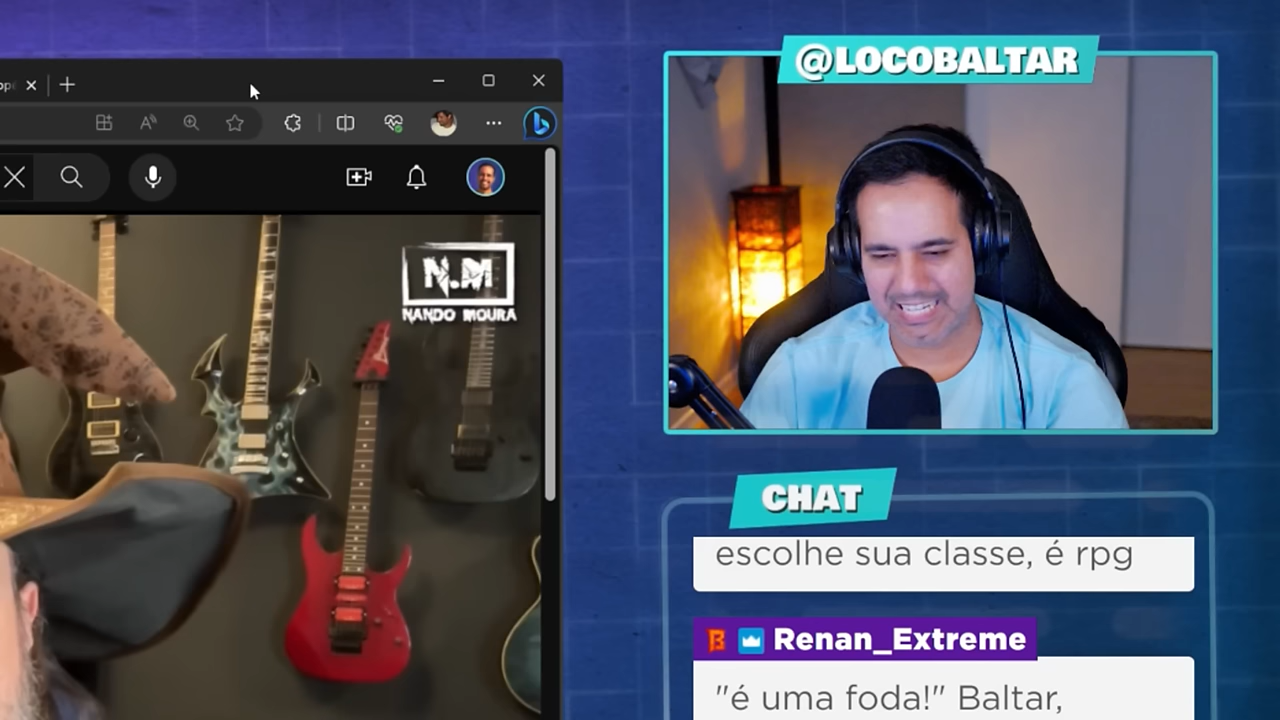 @LOCOBALTAR
N.M
NANDO MOURA
CHAT
escolhe sua classe, é rpg
Renan_Extreme
"é uma foda!" Baltar,